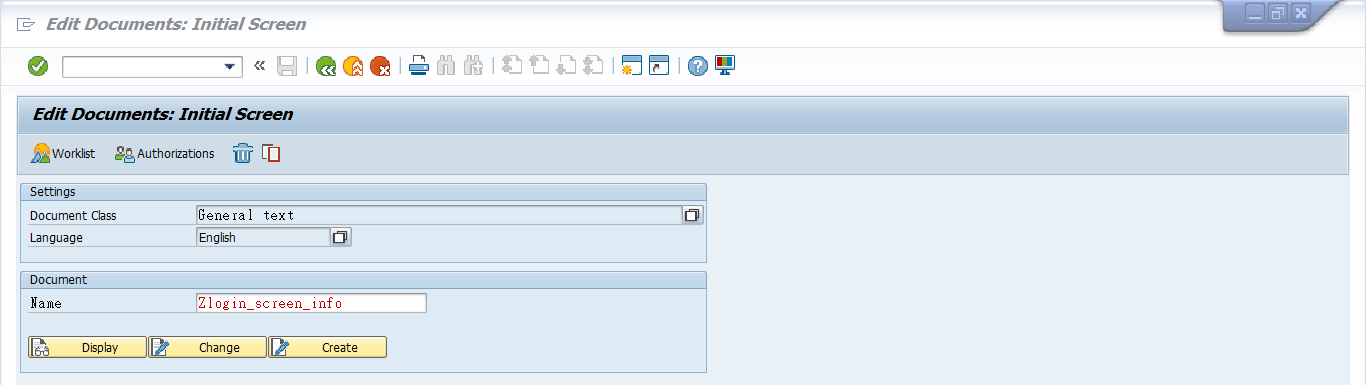 Edit Documents: Initial Screen
Edit Documents: Initial Screen
Worklist Authorizations
Settings
Document Class General text
Language English
Document
Name Zlogin_screen_info
Display Change Create